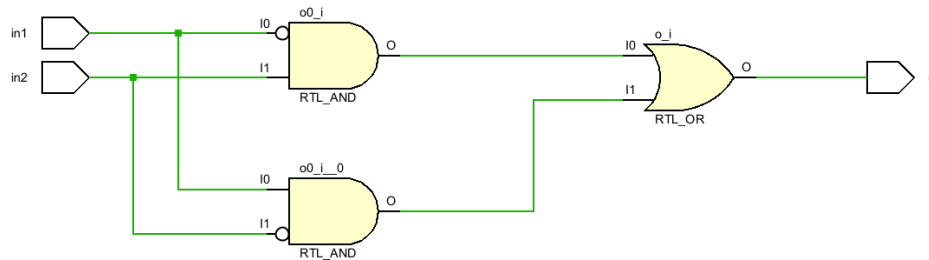 in1
in2
o0_i
I0
I1
O
RTL_AND
o0_i__0
I0
I1
O
RTL_AND
o_i
I0
I1
O
RTL_OR